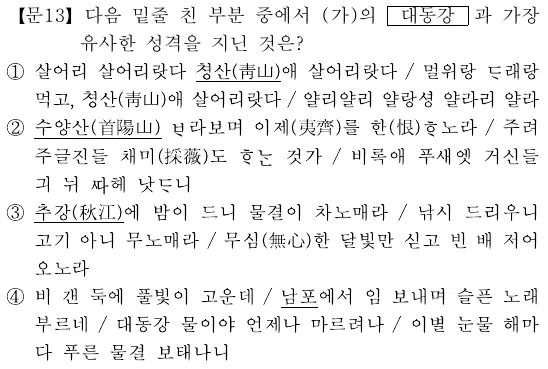 【문13】 다음 밑줄 친 부분 중에서 (가)의 대동강 과 가장
유사한 성격을 지닌 것은?
① 살어리 살어리랏다 청산(靑山)애 살어리랏다 / 멀위랑 ᄃᆞ래랑
먹고, 청산(靑山)애 살어리랏다 / 얄리얄리 얄랑셩 얄라리 얄라
② 수양산(首陽山) ᄇᆞ라보며 이제(夷齊)를 한(恨)ᄒᆞ노라 / 주려
주글진들 채미(採薇)도 ᄒᆞᄂᆞᆫ 것가 / 비록애 푸새엣 거신들
긔 뉘 ᄯᅡ헤 낫ᄃᆞ니
③ 추강(秋江)에 밤이 드니 물결이 차노매라 / 낚시 드리우니
고기 아니 무노매라 / 무심(無心)한 달빛만 싣고 빈 배 저어
오노라
④ 비 갠 둑에 풀빛이 고운데 / 남포에서 임 보내며 슬픈 노래
부르네 / 대동강 물이야 언제나 마르려나 / 이별 눈물 해마
다 푸른 물결 보태나니